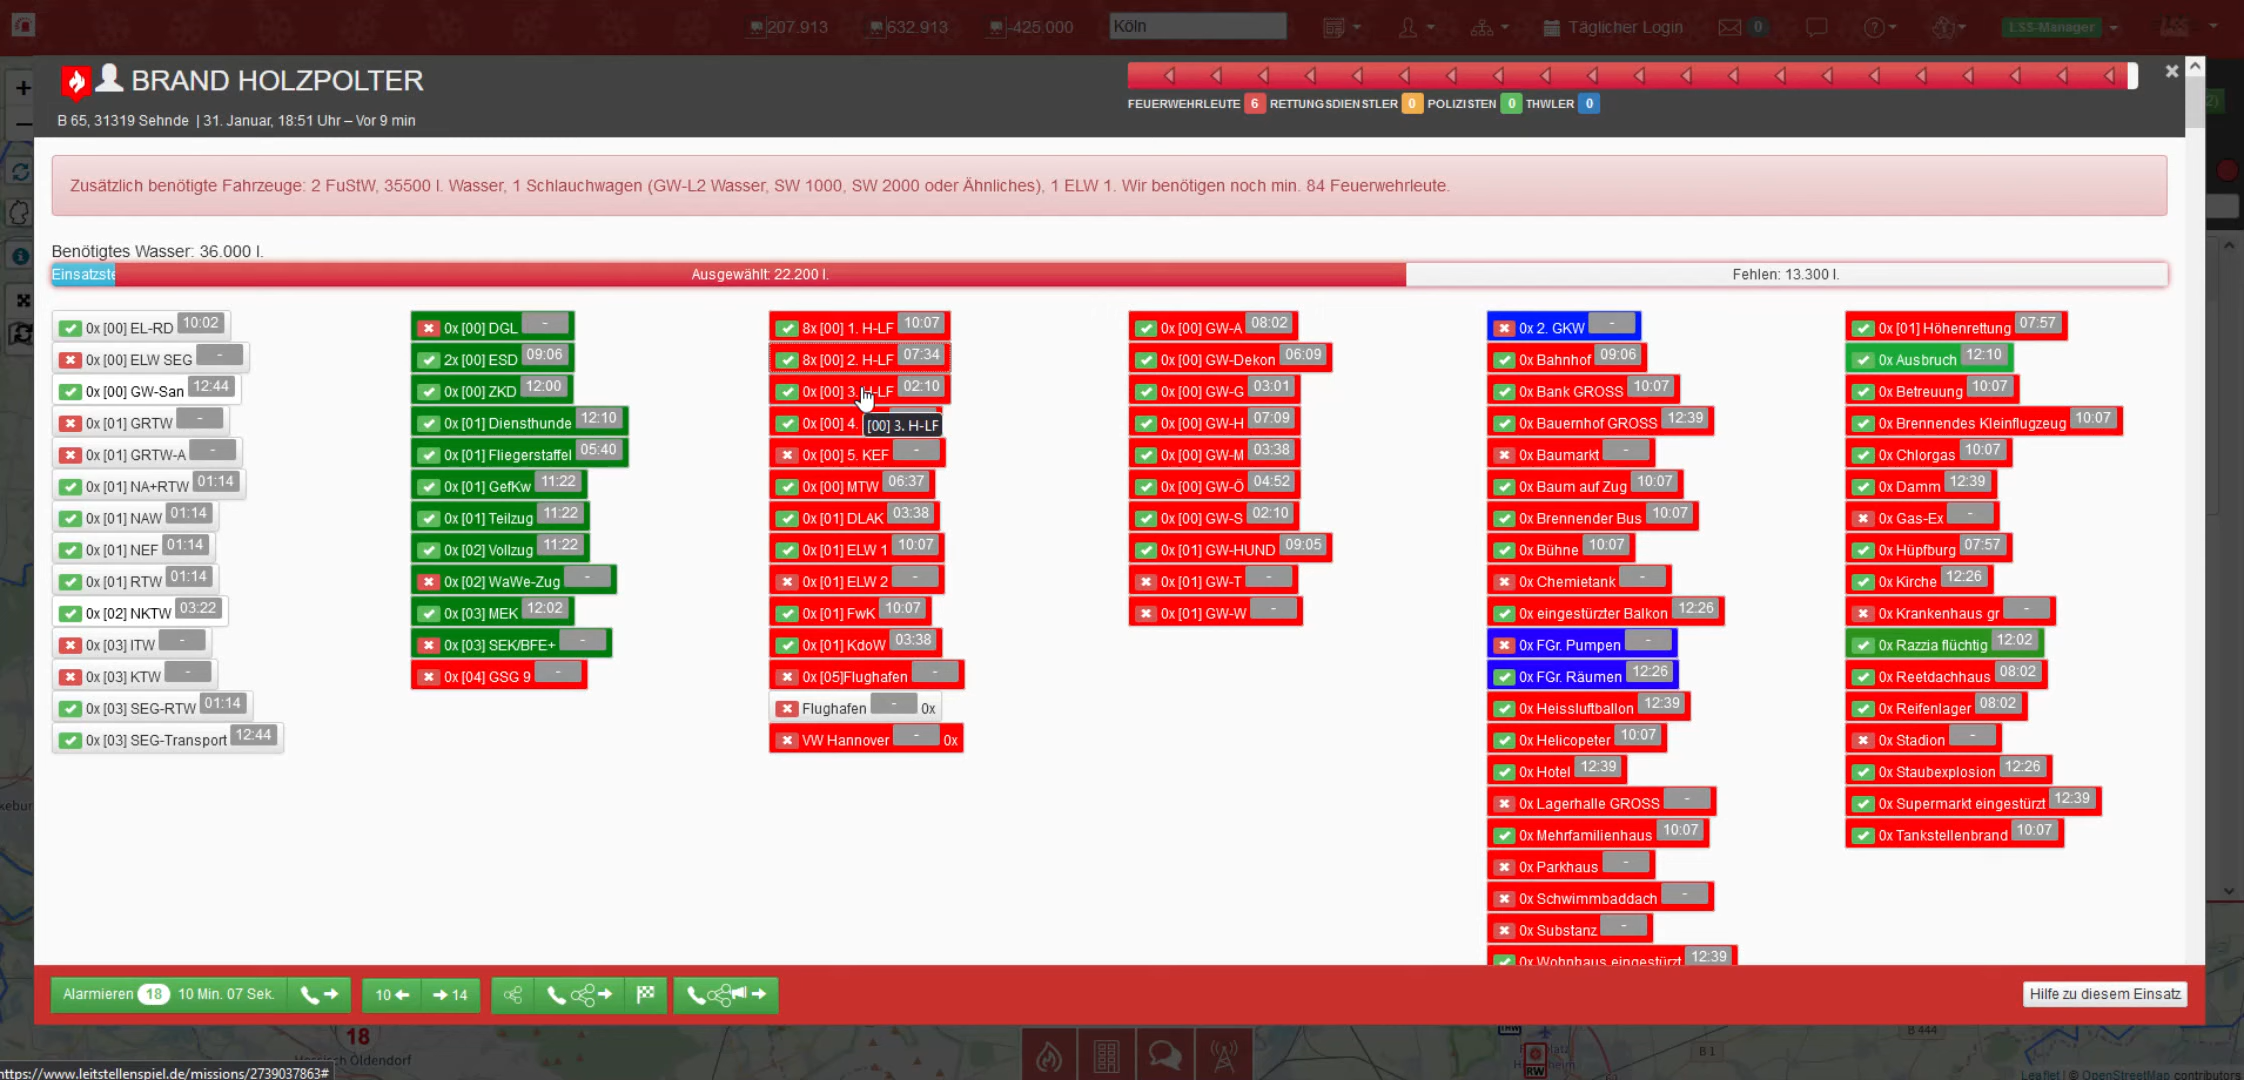 207.913
632.913
-425.000
Köln
Täglicher Login
0
LSS-Manager
BRAND HOLZPOLTER
B 65, 31319 Sehnde | 31. Januar, 18:51 Uhr – Vor 9 min
FEUERWEHRLEUTE 6 RETTUNGSDIENSTLER 0 POLIZISTEN 0 THWLER 0
Zusätzlich benötigte Fahrzeuge: 2 FuStW, 35500 l. Wasser, 1 Schlauchwagen (GW-L2 Wasser, SW 1000, SW 2000 oder Ähnliches), 1 ELW 1. Wir benötigen noch min. 84 Feuerwehrleute.
Benötigtes Wasser: 36.000 l.
Einsatzste
Ausgewählt: 22.200 l.
Fehlen: 13.300 l.
0x [00] EL-RD 10:02
0x [00] ELW SEG -
0x [00] GW-San 12:44
0x [01] GRTW -
0x [01] GRTW-A -
0x [01] NA+RTW 01:14
0x [01] NAW 01:14
0x [01] NEF 01:14
0x [01] RTW 01:14
0x [02] NKTW 03:22
0x [03] ITW -
0x [03] KTW -
0x [03] SEG-RTW 01:14
0x [03] SEG-Transport 12:44
0x [00] DGL -
2x [00] ESD 09:06
0x [00] ZKD 12:00
0x [01] Diensthunde 12:10
0x [01] Fliegerstaffel 05:40
0x [01] GefKw 11:22
0x [01] Teilzug 11:22
0x [02] Vollzug 11:22
0x [02] WaWe-Zug -
0x [03] MEK 12:02
0x [03] SEK/BFE+ -
0x [04] GSG 9 -
8x [00] 1. H-LF 10:07
8x [00] 2. H-LF 07:34
0x [00] 3. H-LF 02:10
0x [00] 4.
[00] 3. H-LF
0x [00] 5. KEF -
0x [00] MTW 06:37
0x [01] DLAK 03:38
0x [01] ELW 1 10:07
0x [01] ELW 2 -
0x [01] FwK 10:07
0x [01] KdoW 03:38
0x [05]Flughafen -
Flughafen - 0x
VW Hannover - 0x
0x [00] GW-A 08:02
0x [00] GW-Dekon 06:09
0x [00] GW-G 03:01
0x [00] GW-H 07:09
0x [00] GW-M 03:38
0x [00] GW-Ö 04:52
0x [00] GW-S 02:10
0x [01] GW-HUND 09:05
0x [01] GW-T -
0x [01] GW-W -
0x 2. GKW -
0x Bahnhof 09:06
0x Bank GROSS 10:07
0x Bauernhof GROSS 12:39
0x Baumarkt -
0x Baum auf Zug 10:07
0x Brennender Bus 10:07
0x Bühne 10:07
0x Chemietank -
0x eingestürzter Balkon 12:26
0x FGr. Pumpen -
0x FGr. Räumen 12:26
0x Heissluftballon 12:39
0x Helicopeter 10:07
0x Hotel 12:39
0x Lagerhalle GROSS -
0x Mehrfamilienhaus 10:07
0x Parkhaus -
0x Schwimmbaddach -
0x Substanz -
0x Wohnhaus eingestürzt 12:39
0x [01] Höhenrettung 07:57
0x Ausbruch 12:10
0x Betreuung 10:07
0x Brennendes Kleinflugzeug 10:07
0x Chlorgas 10:07
0x Damm 12:39
0x Gas-Ex -
0x Hüpfburg 07:57
0x Kirche 12:26
0x Krankenhaus gr -
0x Razzia flüchtig 12:02
0x Reetdachhaus 08:02
0x Reifenlager 08:02
0x Stadion -
0x Staubexplosion 12:26
0x Supermarkt eingestürzt 12:39
0x Tankstellenbrand 10:07
Alarmieren 18 10 Min. 07 Sek.
10
14
Hilfe zu diesem Einsatz
18
Oldendorf
B 444
B 1
RW
https://www.leitstellenspiel.de/missions/2739037863#
Leaflet | © OpenStreetMap contributors